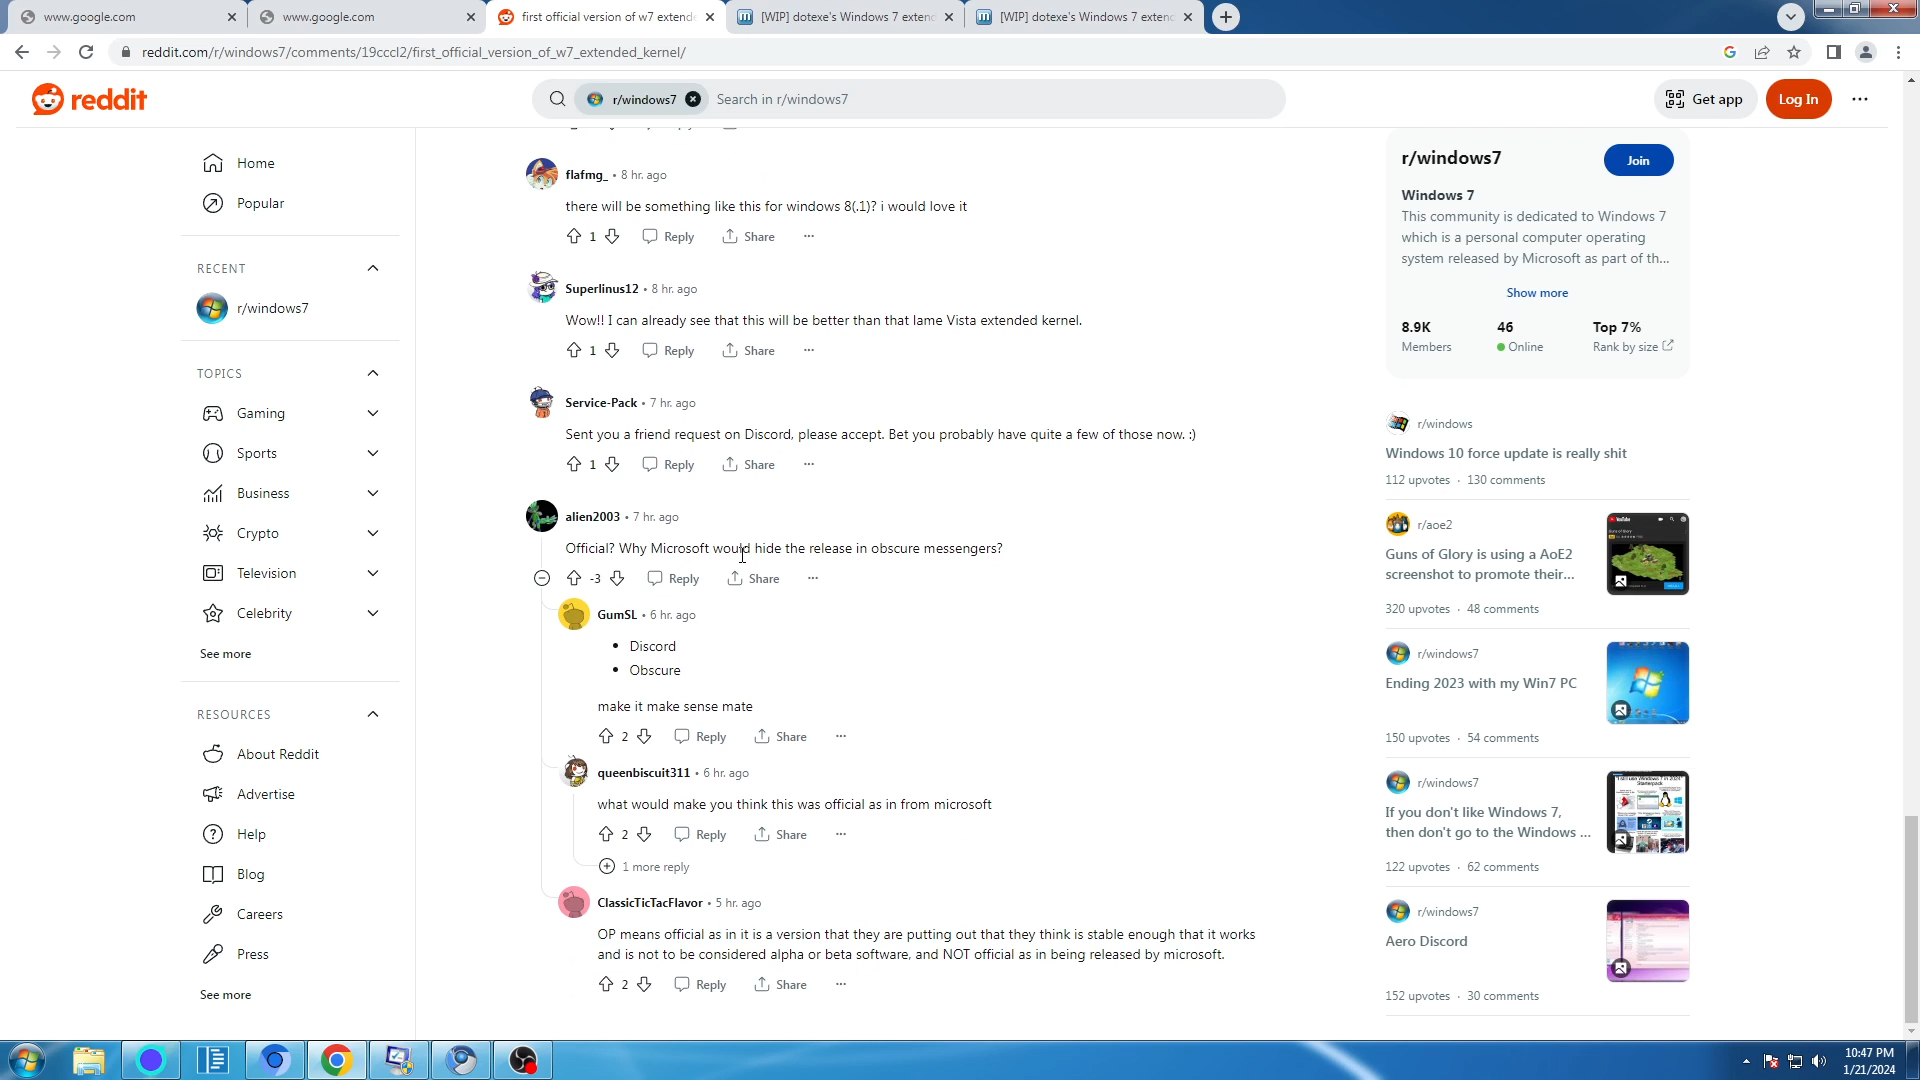 www.google.com
www.google.com
first official version of w7 extende
[WIP] dotexe's Windows 7 extenc
[WIP] dotexe's Windows 7 extenc
reddit.com/r/windows7/comments/19cccl2/first_official_version_of_w7_extended_kernel/
reddit
r/windows7
Search in r/windows7
Get app
Log In
Home
Popular
RECENT
r/windows7
TOPICS
Gaming
Sports
Business
Crypto
Television
Celebrity
See more
RESOURCES
About Reddit
Advertise
Help
Blog
Careers
Press
See more
flafmg_ • 8 hr. ago
there will be something like this for windows 8(.1)? i would love it
1 Reply Share
Superlinus12 • 8 hr. ago
Wow!! I can already see that this will be better than that lame Vista extended kernel.
1 Reply Share
Service-Pack • 7 hr. ago
Sent you a friend request on Discord, please accept. Bet you probably have quite a few of those now. :)
1 Reply Share
alien2003 • 7 hr. ago
Official? Why Microsoft would hide the release in obscure messengers?
-3 Reply Share
GumSL • 6 hr. ago
• Discord
• Obscure
make it make sense mate
2 Reply Share
queenbiscuit311 • 6 hr. ago
what would make you think this was official as in from microsoft
2 Reply Share
1 more reply
ClassicTicTacFlavor • 5 hr. ago
OP means official as in it is a version that they are putting out that they think is stable enough that it works
and is not to be considered alpha or beta software, and NOT official as in being released by microsoft.
2 Reply Share
r/windows7
Join
Windows 7
This community is dedicated to Windows 7
which is a personal computer operating
system released by Microsoft as part of th...
Show more
8.9K 46 Top 7%
Members Online Rank by size
r/windows
Windows 10 force update is really shit
112 upvotes · 130 comments
r/aoe2
Guns of Glory is using a AoE2
screenshot to promote their...
320 upvotes · 48 comments
r/windows7
Ending 2023 with my Win7 PC
150 upvotes · 54 comments
r/windows7
If you don't like Windows 7,
then don't go to the Windows ...
122 upvotes · 62 comments
r/windows7
Aero Discord
152 upvotes · 30 comments
10:47 PM
1/21/2024